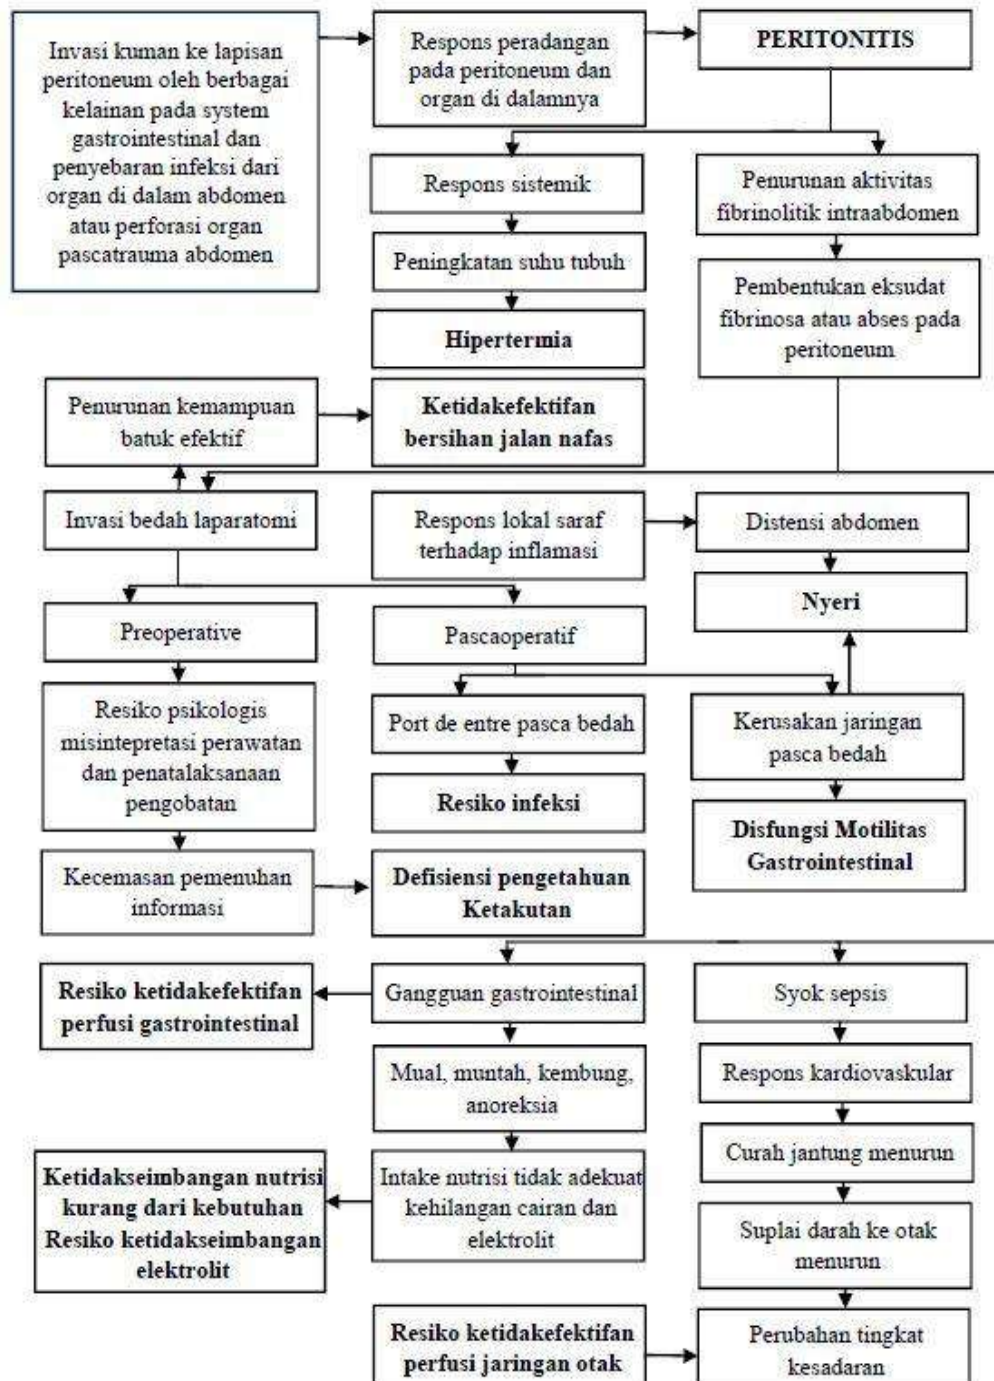 Invasi kuman ke lapisan
peritoneum oleh berbagai
kelainan pada system
gastrointestinal dan
penyebaran infeksi dari
organ di dalam abdomen
atau perforasi organ
pascatrauma abdomen
Respons peradangan
pada peritoneum dan
organ di dalamnya
PERITONITIS
Respons sistemik
Penurunan aktivitas
fibrinolitik intraabdomen
Peningkatan suhu tubuh
Pembentukan eksudat
fibrinosa atau abses pada
peritoneum
Hipertermia
Penurunan kemampuan
batuk efektif
Ketidakefektifan
bersihan jalan nafas
Invasi bedah laparatomi
Respons lokal saraf
terhadap inflamasi
Distensi abdomen
Nyeri
Preoperative
Pascaoperatif
Resiko psikologis
misintepretasi perawatan
dan penatalaksanaan
pengobatan
Port de entre pasca bedah
Kerusakan jaringan
pasca bedah
Resiko infeksi
Disfungsi Motilitas
Gastrointestinal
Kecemasan pemenuhan
informasi
Defisiensi pengetahuan
Ketakutan
Resiko ketidakefektifan
perfusi gastrointestinal
Gangguan gastrointestinal
Syok sepsis
Mual, muntah, kembung,
anoreksia
Respons kardiovaskular
Ketidakseimbangan nutrisi
kurang dari kebutuhan
Resiko ketidakseimbangan
elektrolit
Intake nutrisi tidak adekuat
kehilangan cairan dan
elektrolit
Curah jantung menurun
Suplai darah ke otak
menurun
Resiko ketidakefektifan
perfusi jaringan otak
Perubahan tingkat
kesadaran